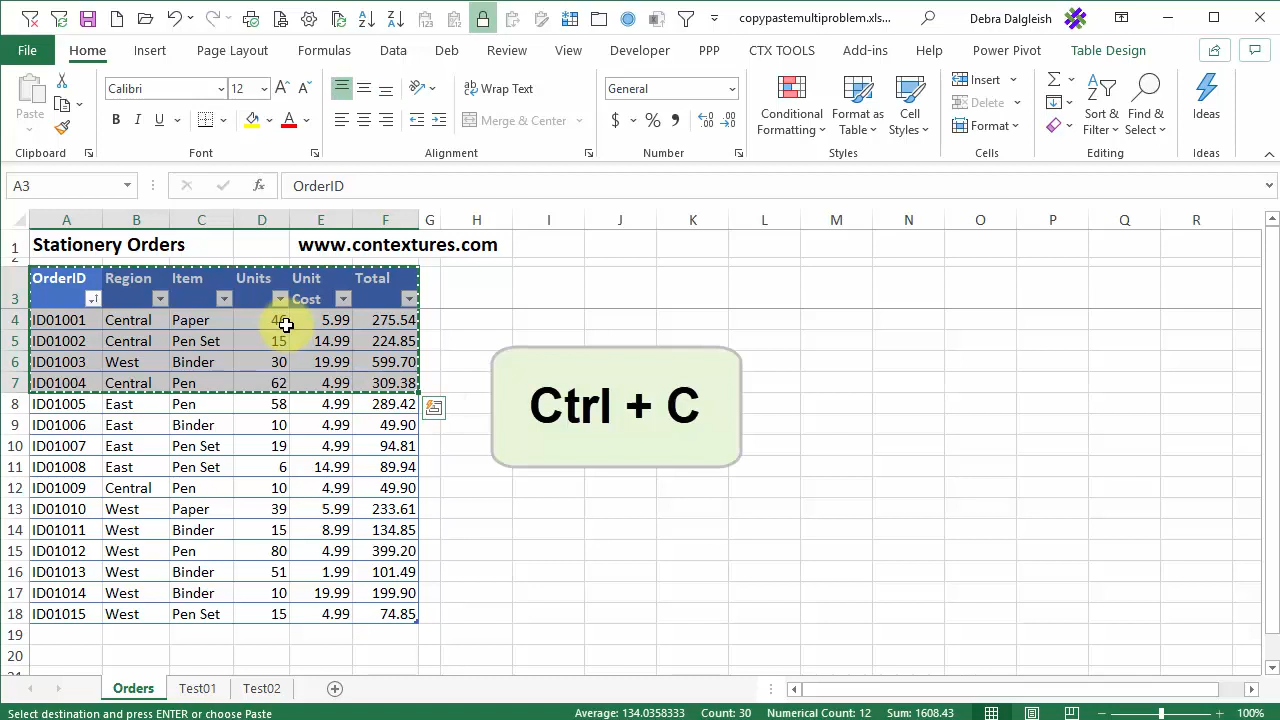 copypastemultiproblem.xls...
Debra Dalgleish
File Home Insert Page Layout Formulas Data Deb Review View Developer PPP CTX TOOLS Add-ins Help Power Pivot Table Design
Calibri 12 Wrap Text General Insert
Delete
Paste B I U Merge & Center $ % Conditional Formatting Format as Table Cell Styles Format Sort & Filter Find & Select Ideas
Clipboard Font Alignment Number Styles Cells Editing Ideas
A3 OrderID
A B C D E F G H I J K L M N O P Q R
1 Stationery Orders www.contextures.com
2
3 OrderID Region Item Units Unit Cost Total
4 ID01001 Central Paper 5.99 275.54
5 ID01002 Central Pen Set 15 14.99 224.85
6 ID01003 West Binder 30 19.99 599.70
7 ID01004 Central Pen 62 4.99 309.38
8 ID01005 East Pen 58 4.99 289.42
9 ID01006 East Binder 10 4.99 49.90
10 ID01007 East Pen Set 19 4.99 94.81
11 ID01008 East Pen Set 6 14.99 89.94
12 ID01009 Central Pen 10 4.99 49.90
13 ID01010 West Paper 39 5.99 233.61
14 ID01011 West Binder 15 8.99 134.85
15 ID01012 West Pen 80 4.99 399.20
16 ID01013 West Binder 51 1.99 101.49
17 ID01014 West Binder 10 19.99 199.90
18 ID01015 West Pen Set 15 4.99 74.85
19
20
Ctrl + C
Orders Test01 Test02
Select destination and press ENTER or choose Paste Average: 134.0358333 Count: 30 Numerical Count: 12 Sum: 1608.43 100%